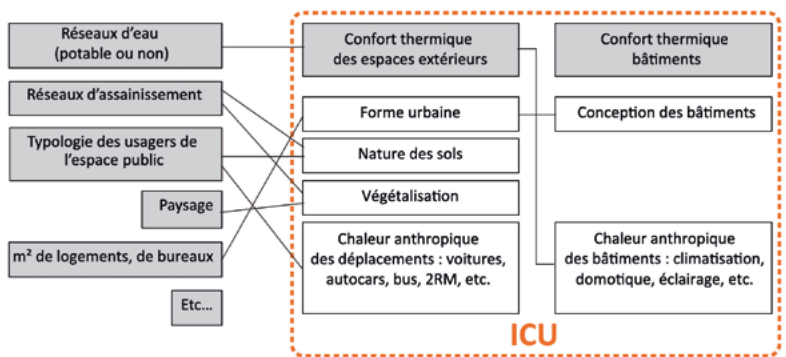 Réseaux d'eau
(potable ou non)
Réseaux d'assainissement
Typologie des usagers de
l'espace public
Paysage
m² de logements, de bureaux
Etc...
Confort thermique
des espaces extérieurs
Forme urbaine
Nature des sols
Végétalisation
Chaleur anthropique
des déplacements : voitures,
autocars, bus, 2RM, etc.
Confort thermique
bâtiments
Conception des bâtiments
Chaleur anthropique
des bâtiments : climatisation,
domotique, éclairage, etc.
ICU